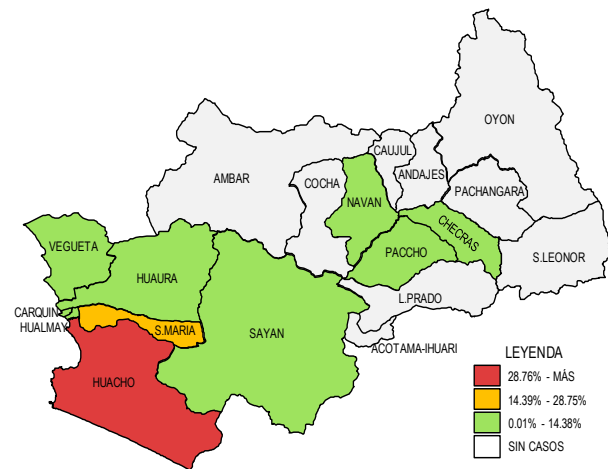 OYON
CAUJUL
ANDAJES
AMBAR
COCHA
NAVAN
PACHANGARA
CHECRAS
VEGUETA
PACCHO
S.LEONOR
HUAURA
L.PRADO
CARQUIN
HUALMAY
S.MARIA
SAYAN
ACOTAMA-IHUARI
HUACHO
LEYENDA
28.76% - MÁS
14.39% - 28.75%
0.01% - 14.38%
SIN CASOS